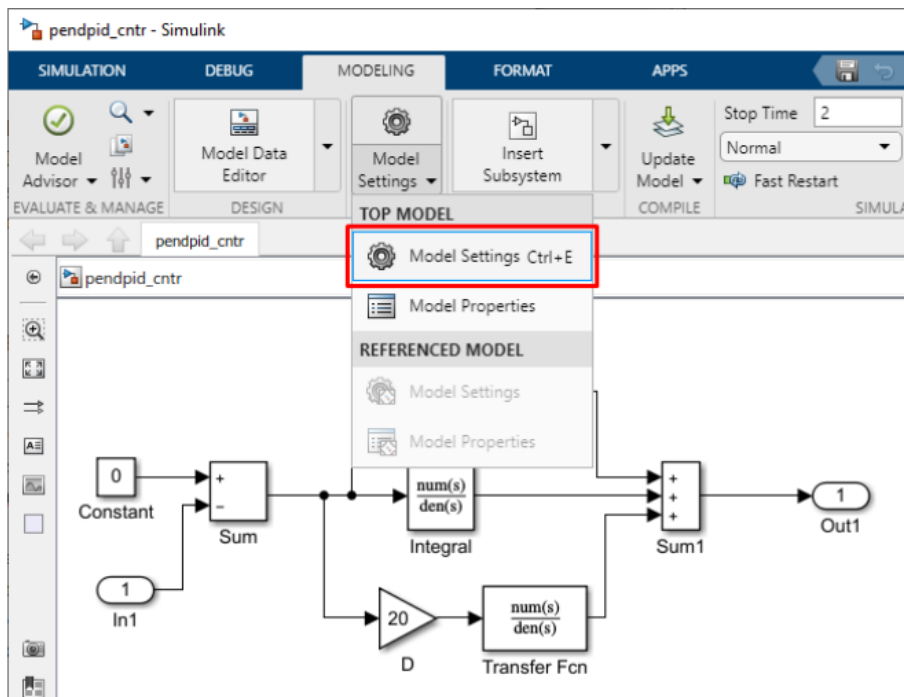 pendpid_cntr - Simulink
SIMULATION DEBUG MODELING FORMAT APPS
Model Advisor
Model Data Editor
Model Settings
Insert Subsystem
Update Model
Stop Time 2
Normal
Fast Restart
EVALUATE & MANAGE DESIGN COMPILE
TOP MODEL
Model Settings Ctrl+E
Model Properties
REFERENCED MODEL
Model Settings
Model Properties
pendpid_cntr
pendpid_cntr
0
Constant
+
−
Sum
1
In1
num(s)
den(s)
Integral
20
D
num(s)
den(s)
Transfer Fcn
+
+
+
Sum1
1
Out1